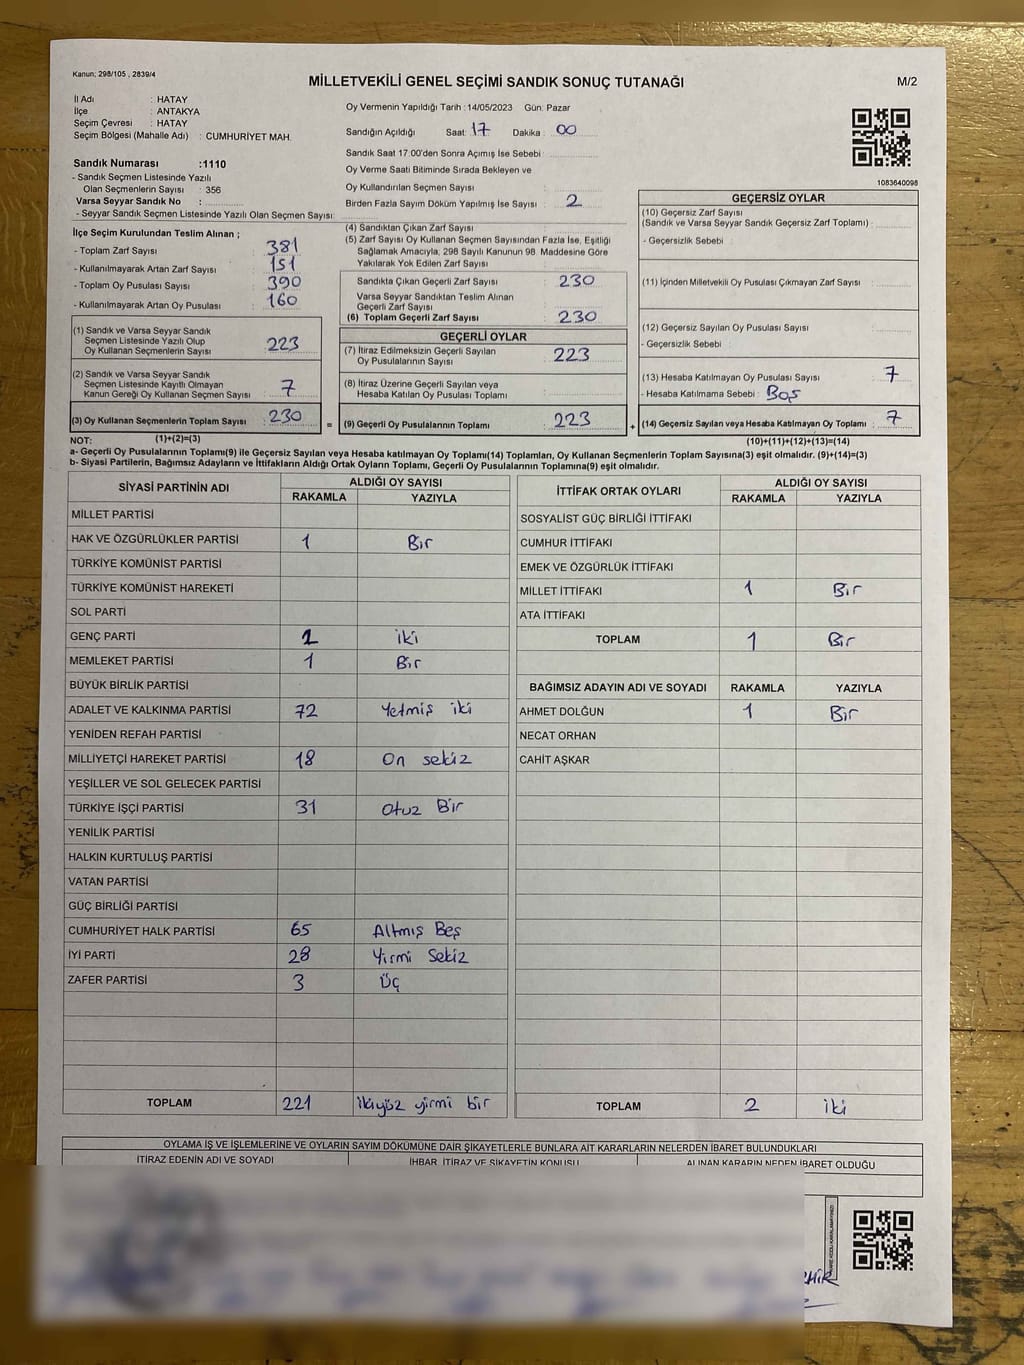 Kanun; 298/105 , 2839/4
MİLLETVEKİLİ GENEL SEÇİMİ SANDIK SONUÇ TUTANAĞI
M/2
İl Adı : HATAY
İlçe : ANTAKYA
Seçim Çevresi : HATAY
Seçim Bölgesi (Mahalle Adı) : CUMHURİYET MAH.
Sandık Numarası :1110
- Sandık Seçmen Listesinde Yazılı
Olan Seçmenlerin Sayısı : 356
Varsa Seyyar Sandık No :
- Seyyar Sandık Seçmen Listesinde Yazılı Olan Seçmen Sayısı:
İlçe Seçim Kurulundan Teslim Alınan ;
- Toplam Zarf Sayısı : 381
- Kullanılmayarak Artan Zarf Sayısı : 151
- Toplam Oy Pusulası Sayısı : 390
- Kullanılmayarak Artan Oy Pusulası : 160
(1) Sandık ve Varsa Seyyar Sandık
Seçmen Listesinde Yazılı Olup
Oy Kullanan Seçmenlerin Sayısı : 223
(2) Sandık ve Varsa Seyyar Sandık
Seçmen Listesinde Kayıtlı Olmayan
Kanun Gereği Oy Kullanan Seçmen Sayısı : 7
(3) Oy Kullanan Seçmenlerin Toplam Sayısı : 230
(1)+(2)=(3)
Oy Vermenin Yapıldığı Tarih : 14/05/2023 Gün: Pazar
Sandığın Açıldığı Saat: 17 Dakika : 00
Sandık Saat 17:00'den Sonra Açımış İse Sebebi :
Oy Verme Saati Bitiminde Sırada Bekleyen ve
Oy Kullandırılan Seçmen Sayısı :
Birden Fazla Sayım Döküm Yapılmış İse Sayısı : 2
(4) Sandıktan Çıkan Zarf Sayısı :
(5) Zarf Sayısı Oy Kullanan Seçmen Sayısından Fazla İse, Eşitliği
Sağlamak Amacıyla, 298 Sayılı Kanunun 98. Maddesine Göre
Yakılarak Yok Edilen Zarf Sayısı :
Sandıkta Çıkan Geçerli Zarf Sayısı : 230
Varsa Seyyar Sandıktan Teslim Alınan
Geçerli Zarf Sayısı :
(6) Toplam Geçerli Zarf Sayısı : 230
GEÇERLİ OYLAR
(7) İtiraz Edilmeksizin Geçerli Sayılan
Oy Pusulalarının Sayısı : 223
(8) İtiraz Üzerine Geçerli Sayılan veya
Hesaba Katılan Oy Pusulası Toplamı :
= (9) Geçerli Oy Pusulalarının Toplamı : 223 +
1083640098
GEÇERSİZ OYLAR
(10) Geçersiz Zarf Sayısı
(Sandık ve Varsa Seyyar Sandık Geçersiz Zarf Toplamı) :
- Geçersizlik Sebebi :
(11) İçinden Milletvekili Oy Pusulası Çıkmayan Zarf Sayısı :
(12) Geçersiz Sayılan Oy Pusulası Sayısı :
- Geçersizlik Sebebi :
(13) Hesaba Katılmayan Oy Pusulası Sayısı : 7
- Hesaba Katılmama Sebebi : Boş
(14) Geçersiz Sayılan veya Hesaba Katılmayan Oy Toplamı : 7
(10)+(11)+(12)+(13)=(14)
NOT:
a- Geçerli Oy Pusulalarının Toplamı(9) ile Geçersiz Sayılan veya Hesaba katılmayan Oy Toplamı(14) Toplamları, Oy Kullanan Seçmenlerin Toplam Sayısına(3) eşit olmalıdır. (9)+(14)=(3)
b- Siyasi Partilerin, Bağımsız Adayların ve İttifakların Aldığı Ortak Oyların Toplamı, Geçerli Oy Pusulalarının Toplamına(9) eşit olmalıdır.
SİYASİ PARTİNİN ADI
ALDIĞI OY SAYISI
RAKAMLA YAZIYLA
MİLLET PARTİSİ
HAK VE ÖZGÜRLÜKLER PARTİSİ 1 Bir
TÜRKİYE KOMÜNİST PARTİSİ
TÜRKİYE KOMÜNİST HAREKETİ
SOL PARTİ
GENÇ PARTİ 2 iki
MEMLEKET PARTİSİ 1 Bir
BÜYÜK BİRLİK PARTİSİ
ADALET VE KALKINMA PARTİSİ 72 Yetmiş iki
YENİDEN REFAH PARTİSİ
MİLLİYETÇİ HAREKET PARTİSİ 18 On sekiz
YEŞİLLER VE SOL GELECEK PARTİSİ
TÜRKİYE İŞÇİ PARTİSİ 31 Otuz Bir
YENİLİK PARTİSİ
HALKIN KURTULUŞ PARTİSİ
VATAN PARTİSİ
GÜÇ BİRLİĞİ PARTİSİ
CUMHURİYET HALK PARTİSİ 65 Altmış Beş
İYİ PARTİ 28 Yirmi Sekiz
ZAFER PARTİSİ 3 Üç
TOPLAM 221 ikiyüz yirmi bir
İTTİFAK ORTAK OYLARI
ALDIĞI OY SAYISI
RAKAMLA YAZIYLA
SOSYALİST GÜÇ BİRLİĞİ İTTİFAKI
CUMHUR İTTİFAKI
EMEK VE ÖZGÜRLÜK İTTİFAKI
MİLLET İTTİFAKI 1 Bir
ATA İTTİFAKI
TOPLAM 1 Bir
BAĞIMSIZ ADAYIN ADI VE SOYADI RAKAMLA YAZIYLA
AHMET DOLĞUN 1 Bir
NECAT ORHAN
CAHİT AŞKAR
TOPLAM 2 iki
OYLAMA İŞ VE İŞLEMLERİNE VE OYLARIN SAYIM DÖKÜMÜNE DAİR ŞİKAYETLERLE BUNLARA AİT KARARLARIN NELERDEN İBARET BULUNDUKLARI
İTİRAZ EDENİN ADI VE SOYADI İHBAR, İTİRAZ VE ŞİKAYETİN KONUSU ALINAN KARARIN NEDEN İBARET OLDUĞU